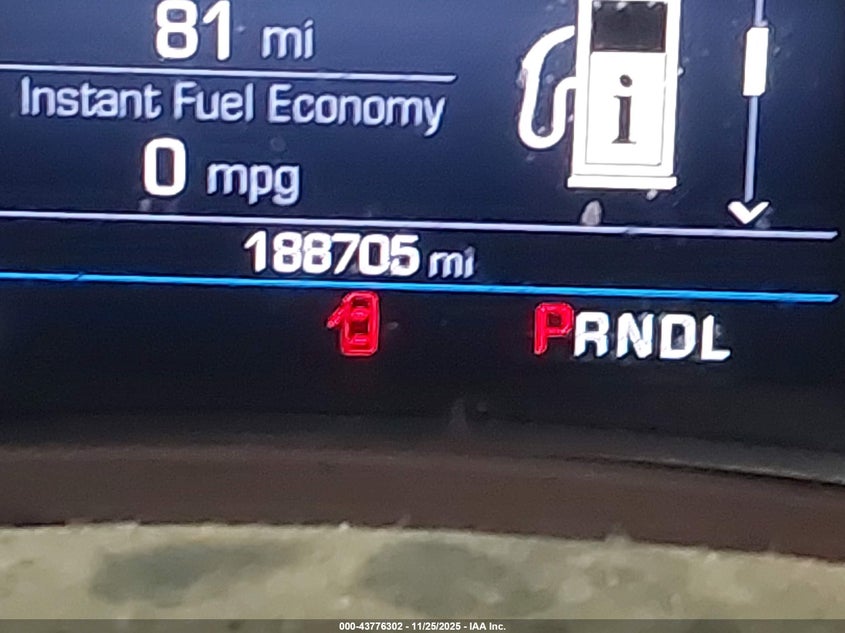 81 mi
Instant Fuel Economy
0 mpg
i
188705 mi
PRNDL
000-43776302 - 11/25/2025 - IAA Inc.